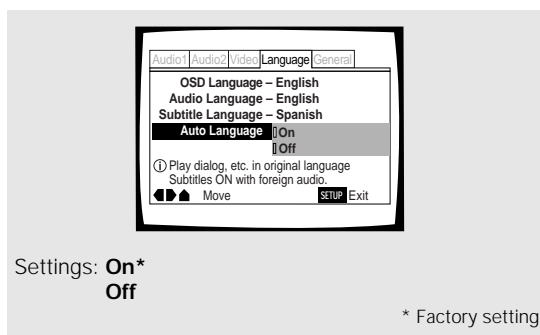 Audio1 Audio2 Video Language General
OSD Language – English
Audio Language – English
Subtitle Language – Spanish
Auto Language On
Off
i Play dialog, etc. in original language
Subtitles ON with foreign audio.
Move SETUP Exit
Settings: On*
Off
* Factory setting